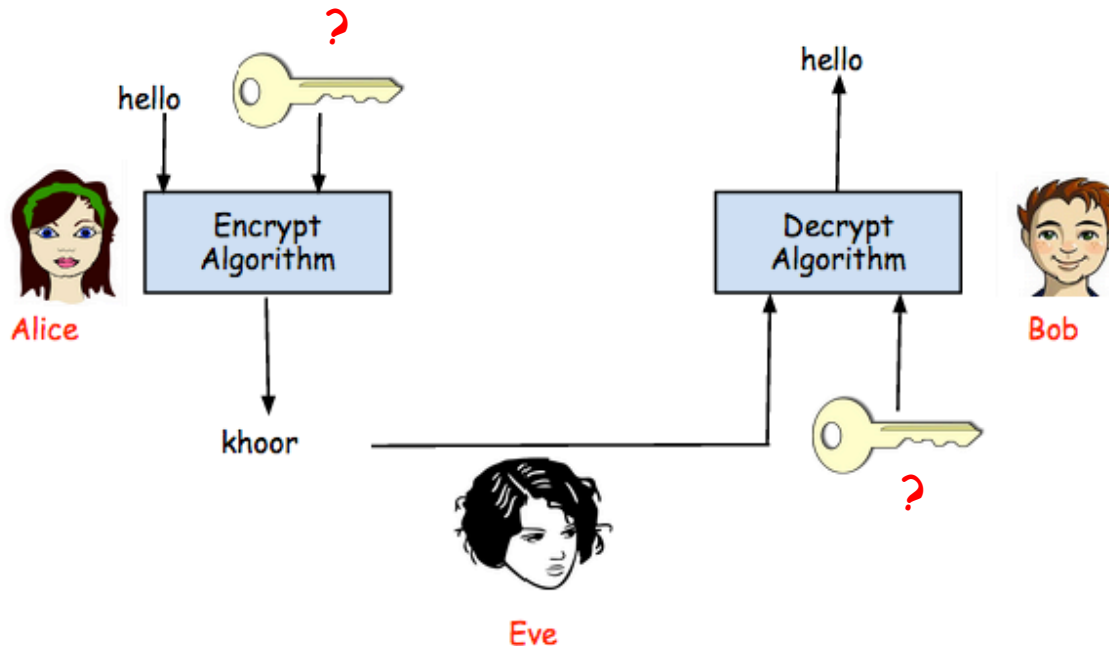 ?
hello
Encrypt
Algorithm
Alice
khoor
Eve
hello
Decrypt
Algorithm
Bob
?